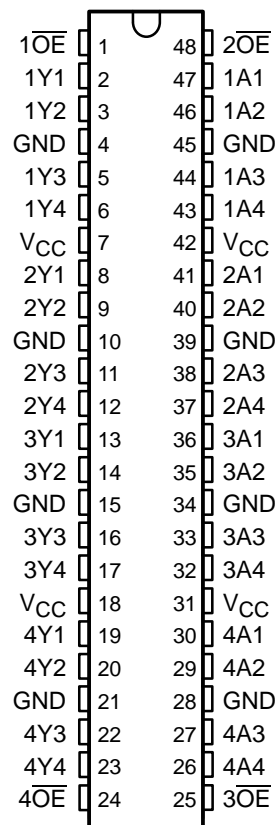 1O̅E̅ 1 48 2O̅E̅
1Y1 2 47 1A1
1Y2 3 46 1A2
GND 4 45 GND
1Y3 5 44 1A3
1Y4 6 43 1A4
VCC 7 42 VCC
2Y1 8 41 2A1
2Y2 9 40 2A2
GND 10 39 GND
2Y3 11 38 2A3
2Y4 12 37 2A4
3Y1 13 36 3A1
3Y2 14 35 3A2
GND 15 34 GND
3Y3 16 33 3A3
3Y4 17 32 3A4
VCC 18 31 VCC
4Y1 19 30 4A1
4Y2 20 29 4A2
GND 21 28 GND
4Y3 22 27 4A3
4Y4 23 26 4A4
4O̅E̅ 24 25 3O̅E̅